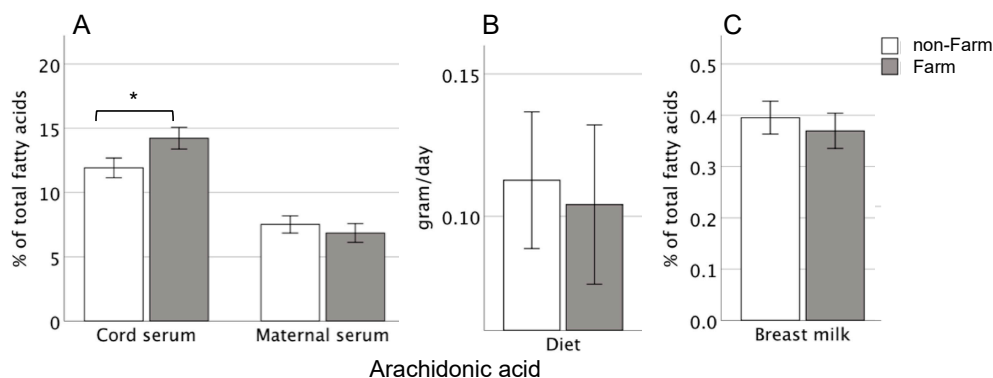 A
B
C
non-Farm
Farm
% of total fatty acids
20
15
10
5
0
*
Cord serum
Maternal serum
gram/day
0.15
0.10
Diet
% of total fatty acids
0.5
0.4
0.3
0.2
0.1
0.0
Breast milk
Arachidonic acid